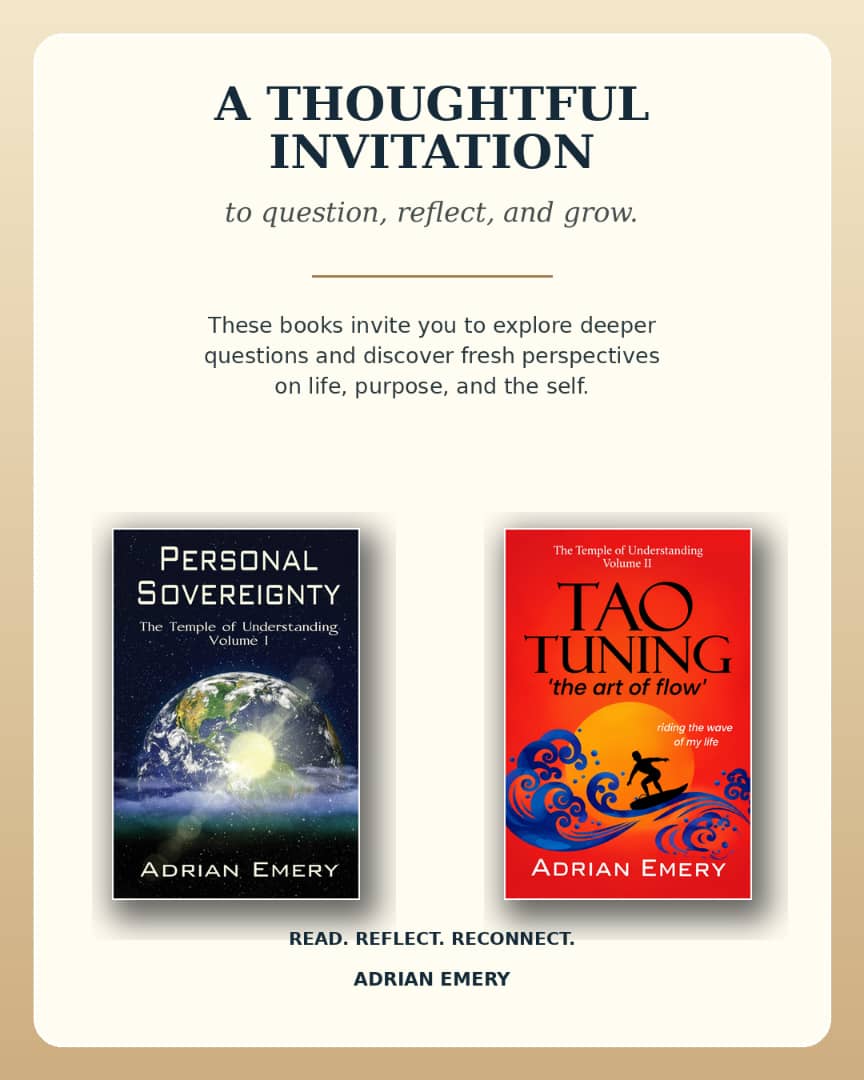 A THOUGHTFUL
INVITATION
to question, reflect, and grow.
These books invite you to explore deeper
questions and discover fresh perspectives
on life, purpose, and the self.
PERSONAL
SOVEREIGNTY
The Temple of Understanding
Volume I
ADRIAN EMERY
The Temple of Understanding
Volume II
TAO
TUNING
'the art of flow'
riding the wave
of my life
ADRIAN EMERY
READ. REFLECT. RECONNECT.
ADRIAN EMERY